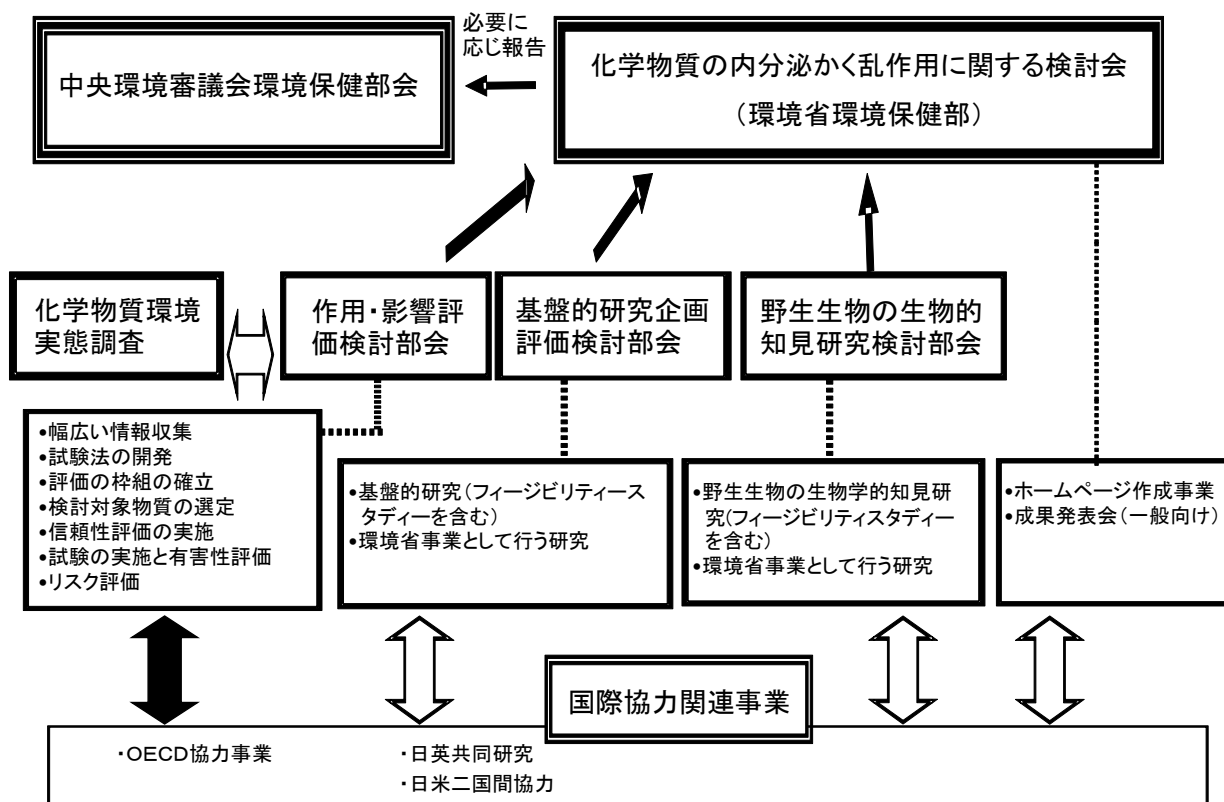 必要に
応じ報告
中央環境審議会環境保健部会
化学物質の内分泌かく乱作用に関する検討会
（環境省環境保健部）
化学物質環境
実態調査
作用・影響評
価検討部会
基盤的研究企画
評価検討部会
野生生物の生物的
知見研究検討部会
•幅広い情報収集
•試験法の開発
•評価の枠組の確立
•検討対象物質の選定
•信頼性評価の実施
•試験の実施と有害性評価
•リスク評価
•基盤的研究（フィージビリティース
タディーを含む）
•環境省事業として行う研究
•野生生物の生物学的知見研
究(フィージビリティスタディー
を含む)
•環境省事業として行う研究
•ホームページ作成事業
•成果発表会（一般向け）
国際協力関連事業
・OECD協力事業
・日英共同研究
・日米二国間協力